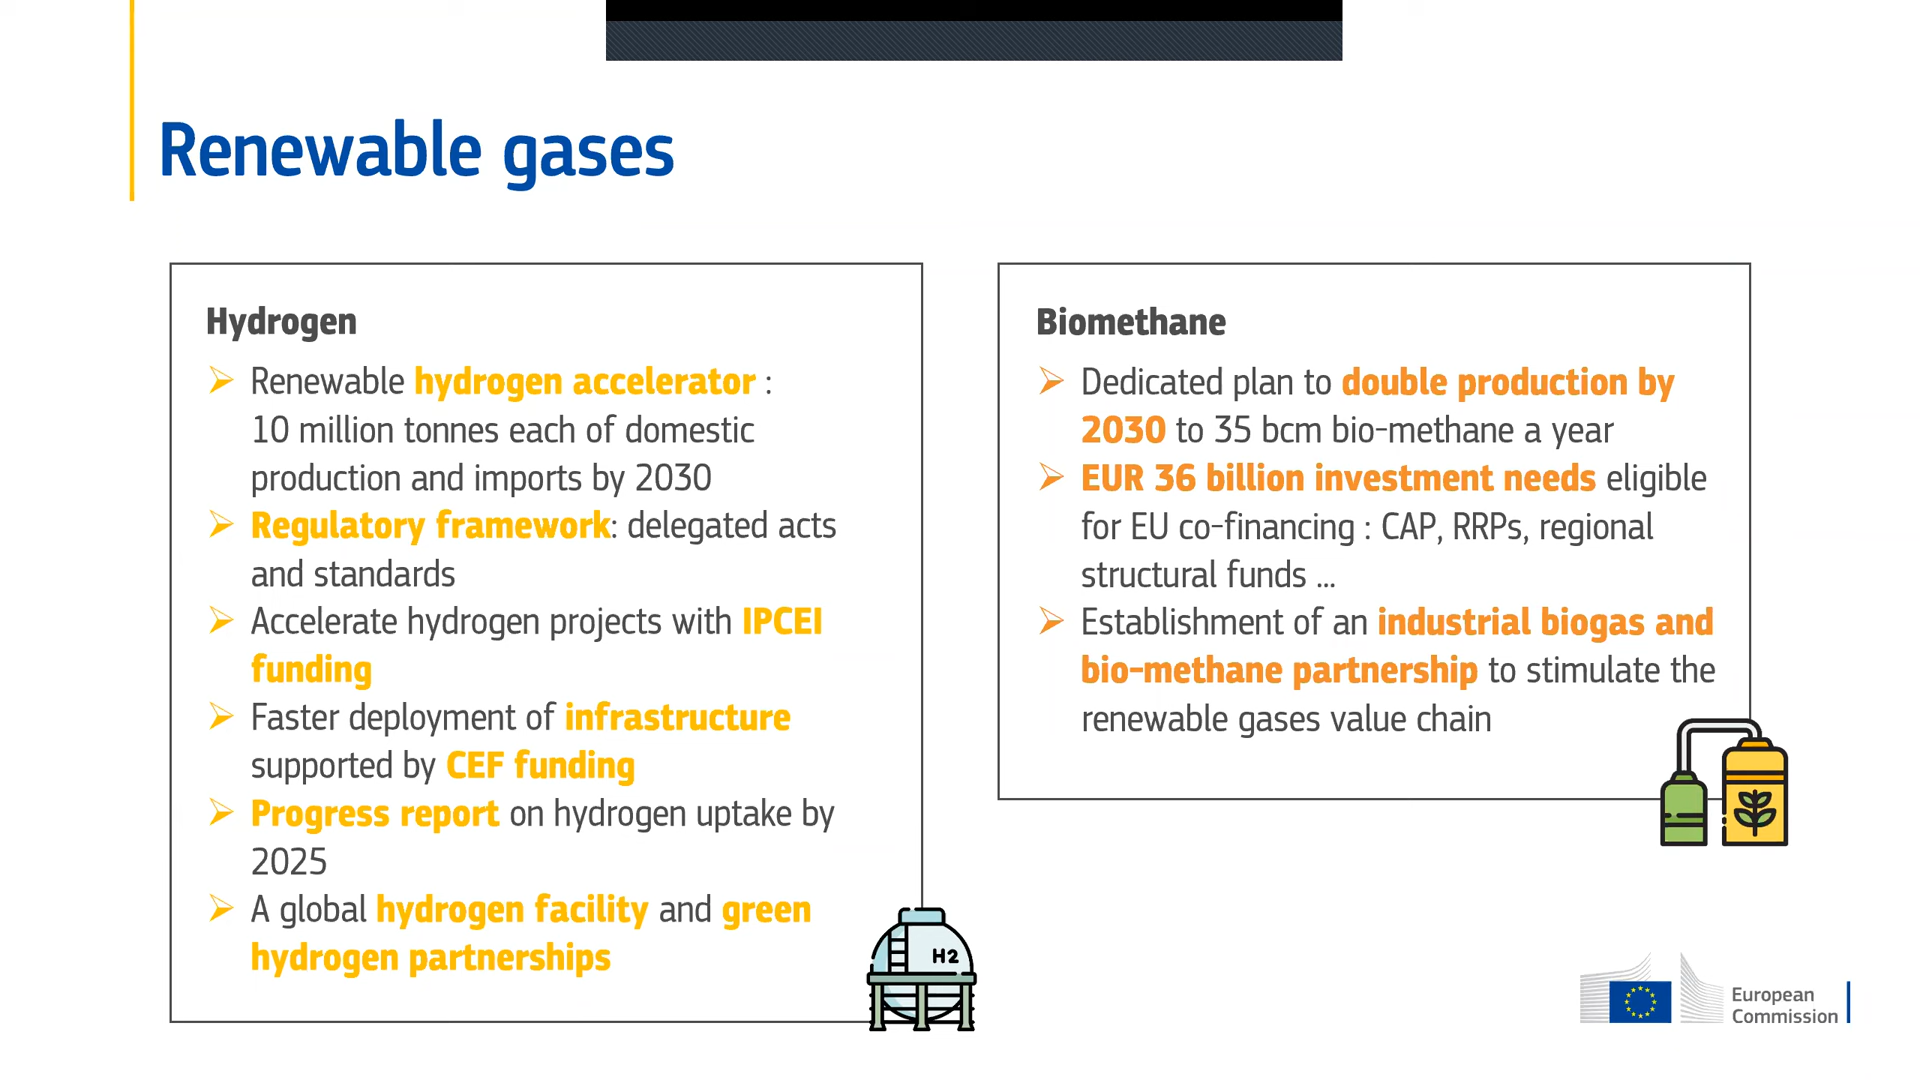 Renewable gases
Hydrogen
Renewable hydrogen accelerator :
10 million tonnes each of domestic
production and imports by 2030
Regulatory framework: delegated acts
and standards
Accelerate hydrogen projects with IPCEI
funding
Faster deployment of infrastructure
supported by CEF funding
Progress report on hydrogen uptake by
2025
A global hydrogen facility and green
hydrogen partnerships
H2
Biomethane
Dedicated plan to double production by
2030 to 35 bcm bio-methane a year
EUR 36 billion investment needs eligible
for EU co-financing : CAP, RRPs, regional
structural funds ...
Establishment of an industrial biogas and
bio-methane partnership to stimulate the
renewable gases value chain
European
Commission